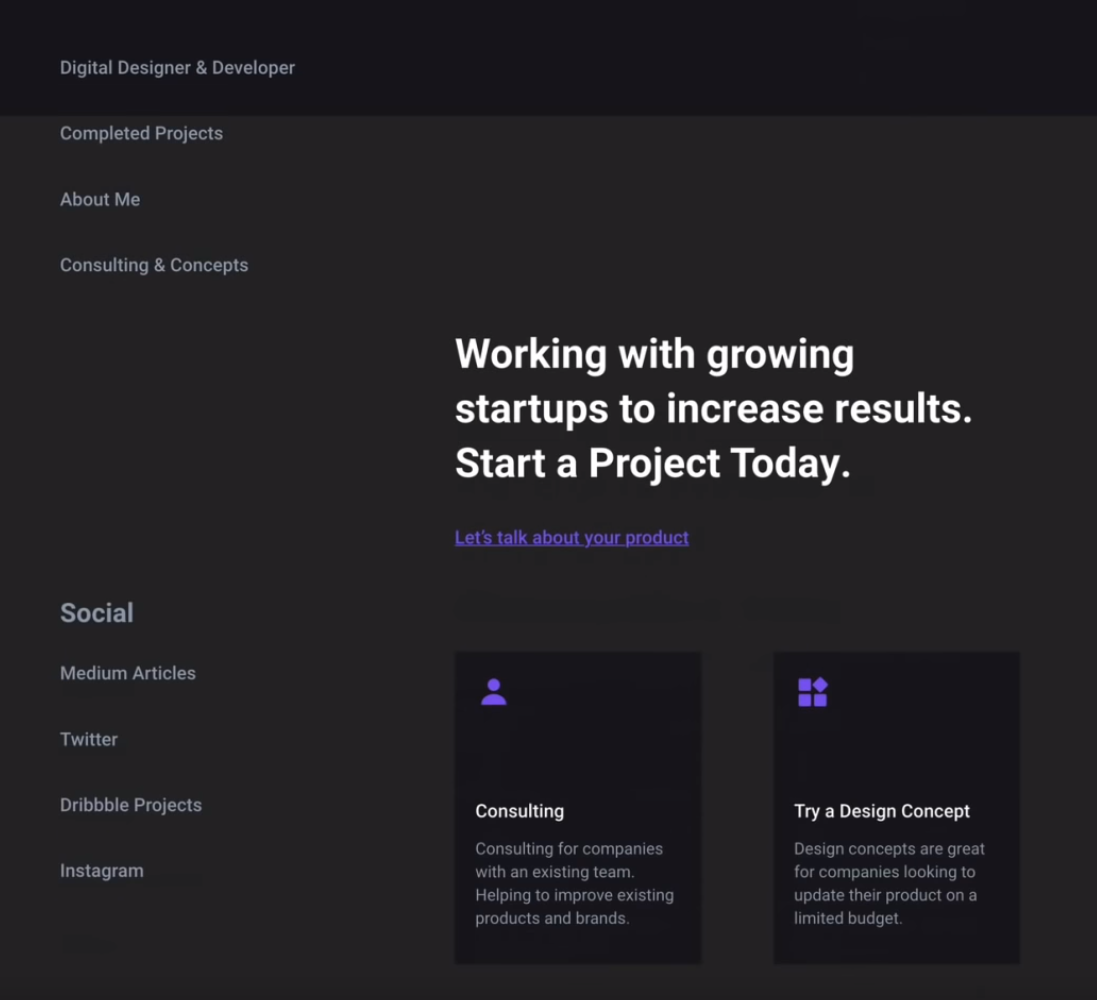 Digital Designer & Developer
Completed Projects
About Me
Consulting & Concepts
Working with growing
startups to increase results.
Start a Project Today.
Let's talk about your product
Social
Medium Articles
Twitter
Dribbble Projects
Instagram
Consulting
Consulting for companies
with an existing team.
Helping to improve existing
products and brands.
Try a Design Concept
Design concepts are great
for companies looking to
update their product on a
limited budget.